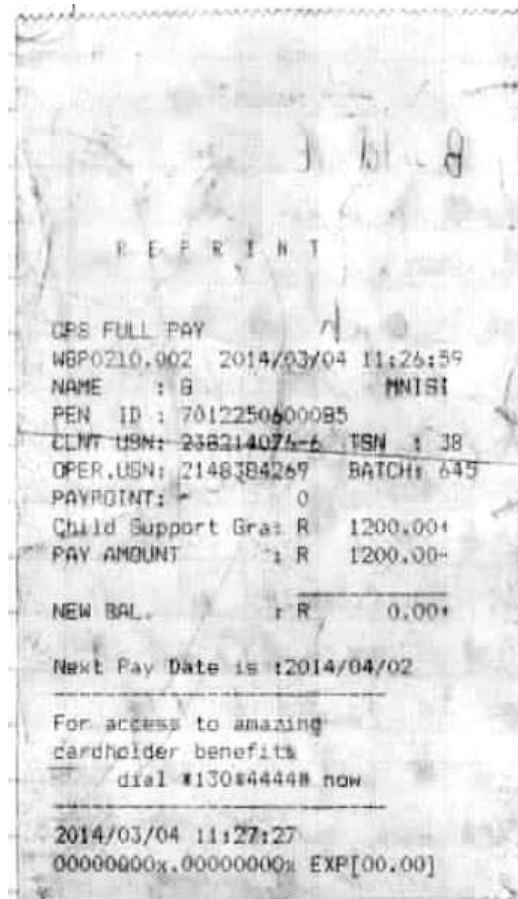 R E P R I N T
CPS FULL PAY
WBP0210.002 2014/03/04 11:26:59
NAME : B MNISI
PEN ID : 7012250600085
CLNT USN: 238214076-6 TSN : 38
OPER.USN: 2148384269 BATCH: 645
PAYPOINT: - 0
Child Support Gra: R 1200.00+
PAY AMOUNT : R 1200.00-
NEW BAL. : R 0.00+
Next Pay Date is :2014/04/02
For access to amazing
cardholder benefits
dial *130*4444# now
2014/03/04 11:27:27
00000000x.00000000x EXP[00.00]